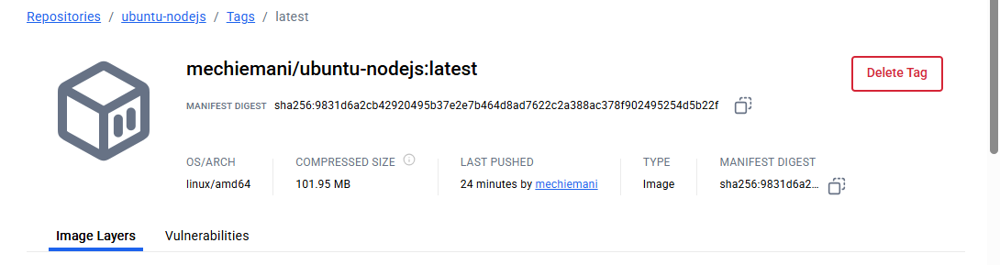 Repositories / ubuntu-nodejs / Tags / latest
mechiemani/ubuntu-nodejs:latest
Delete Tag
MANIFEST DIGEST sha256:9831d6a2cb42920495b37e2e7b464d8ad7622c2a388ac378f902495254d5b22f
OS/ARCH COMPRESSED SIZE LAST PUSHED TYPE MANIFEST DIGEST
linux/amd64 101.95 MB 24 minutes by mechiemani Image sha256:9831d6a2...
Image Layers Vulnerabilities